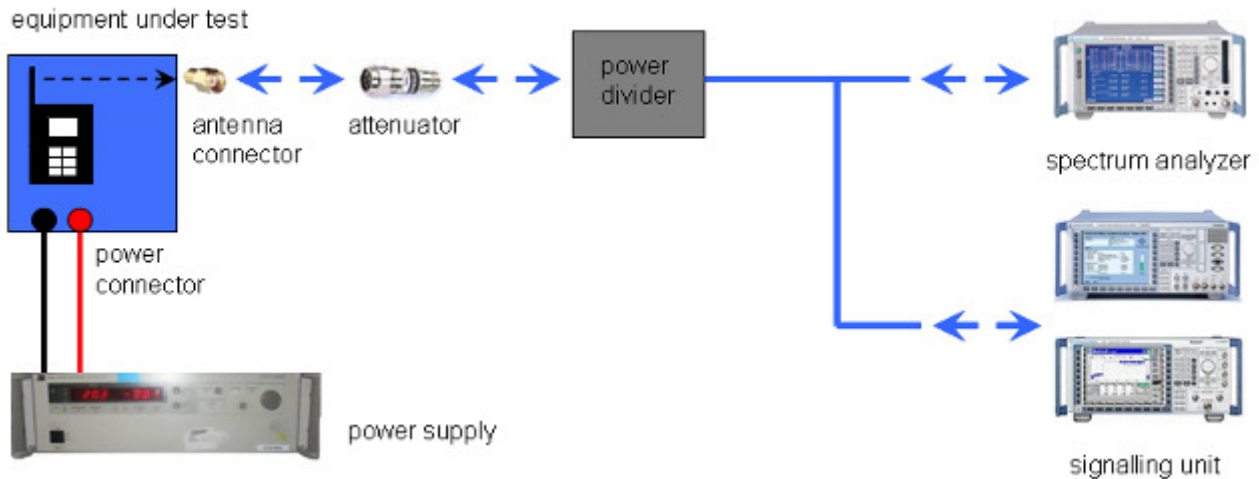 equipment under test
antenna
connector
attenuator
power
divider
spectrum analyzer
power
connector
power supply
signalling unit